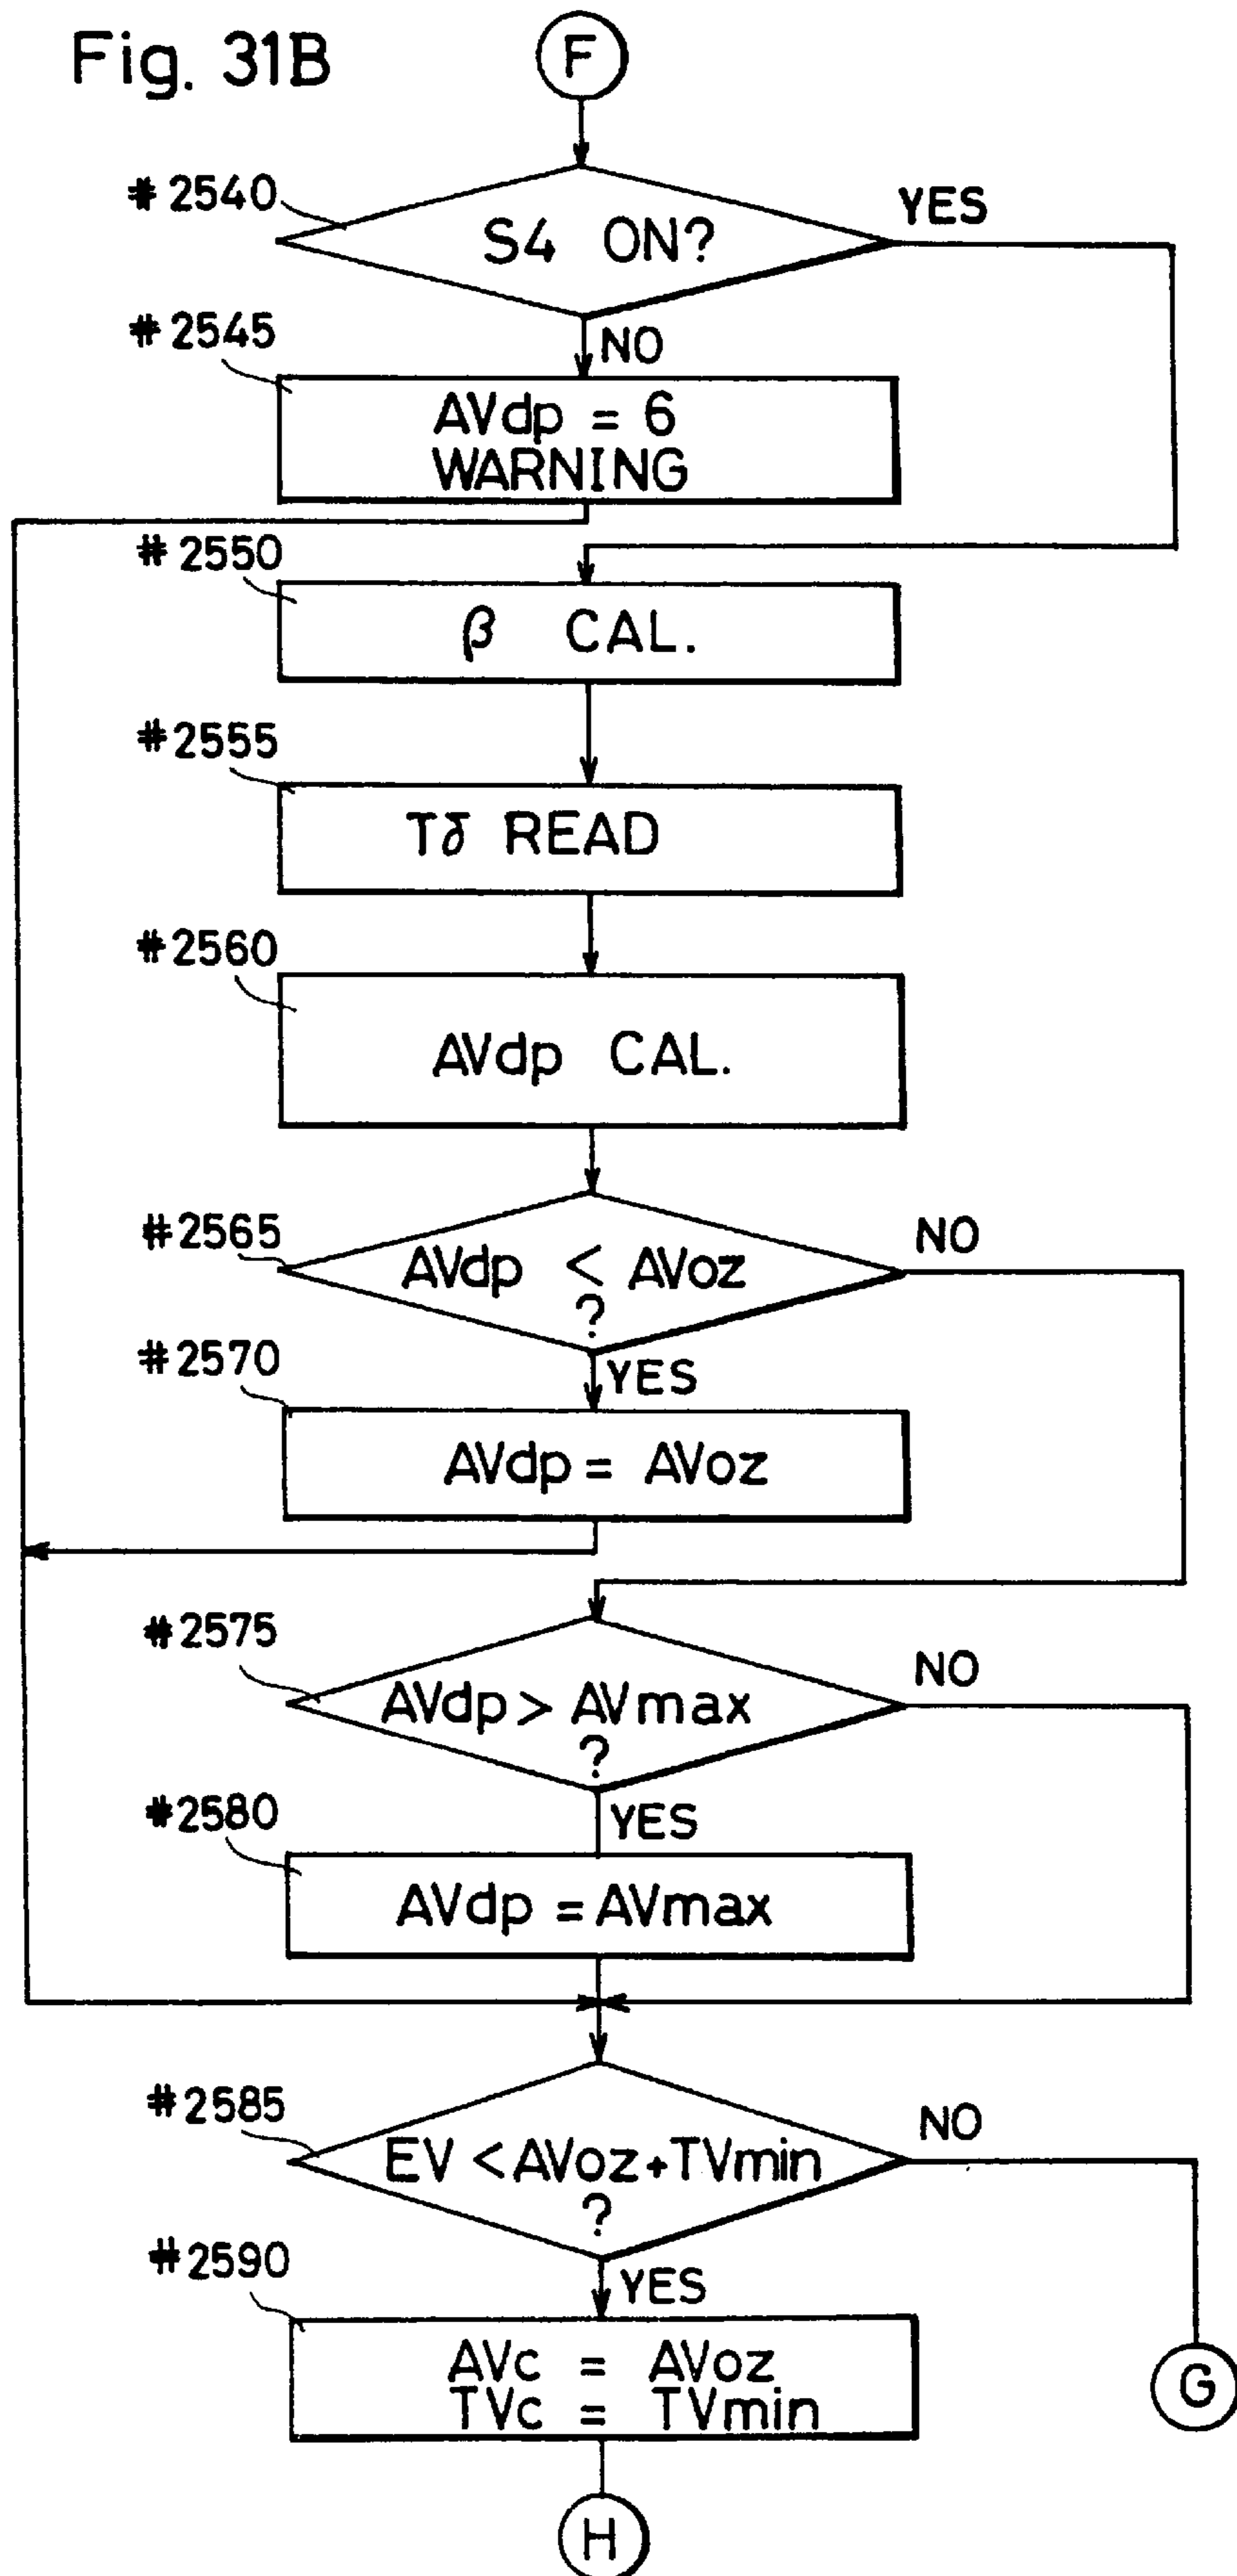 Fig. 31B
F
#2540
S4 ON?
YES
NO
#2545
AVdp = 6
WARNING
#2550
β CAL.
#2555
Tδ READ
#2560
AVdp CAL.
#2565
AVdp < AVoz
?
NO
YES
#2570
AVdp = AVoz
#2575
AVdp > AVmax
?
NO
YES
#2580
AVdp = AVmax
#2585
EV < AVoz+TVmin
?
NO
YES
#2590
AVc = AVoz
TVc = TVmin
G
H